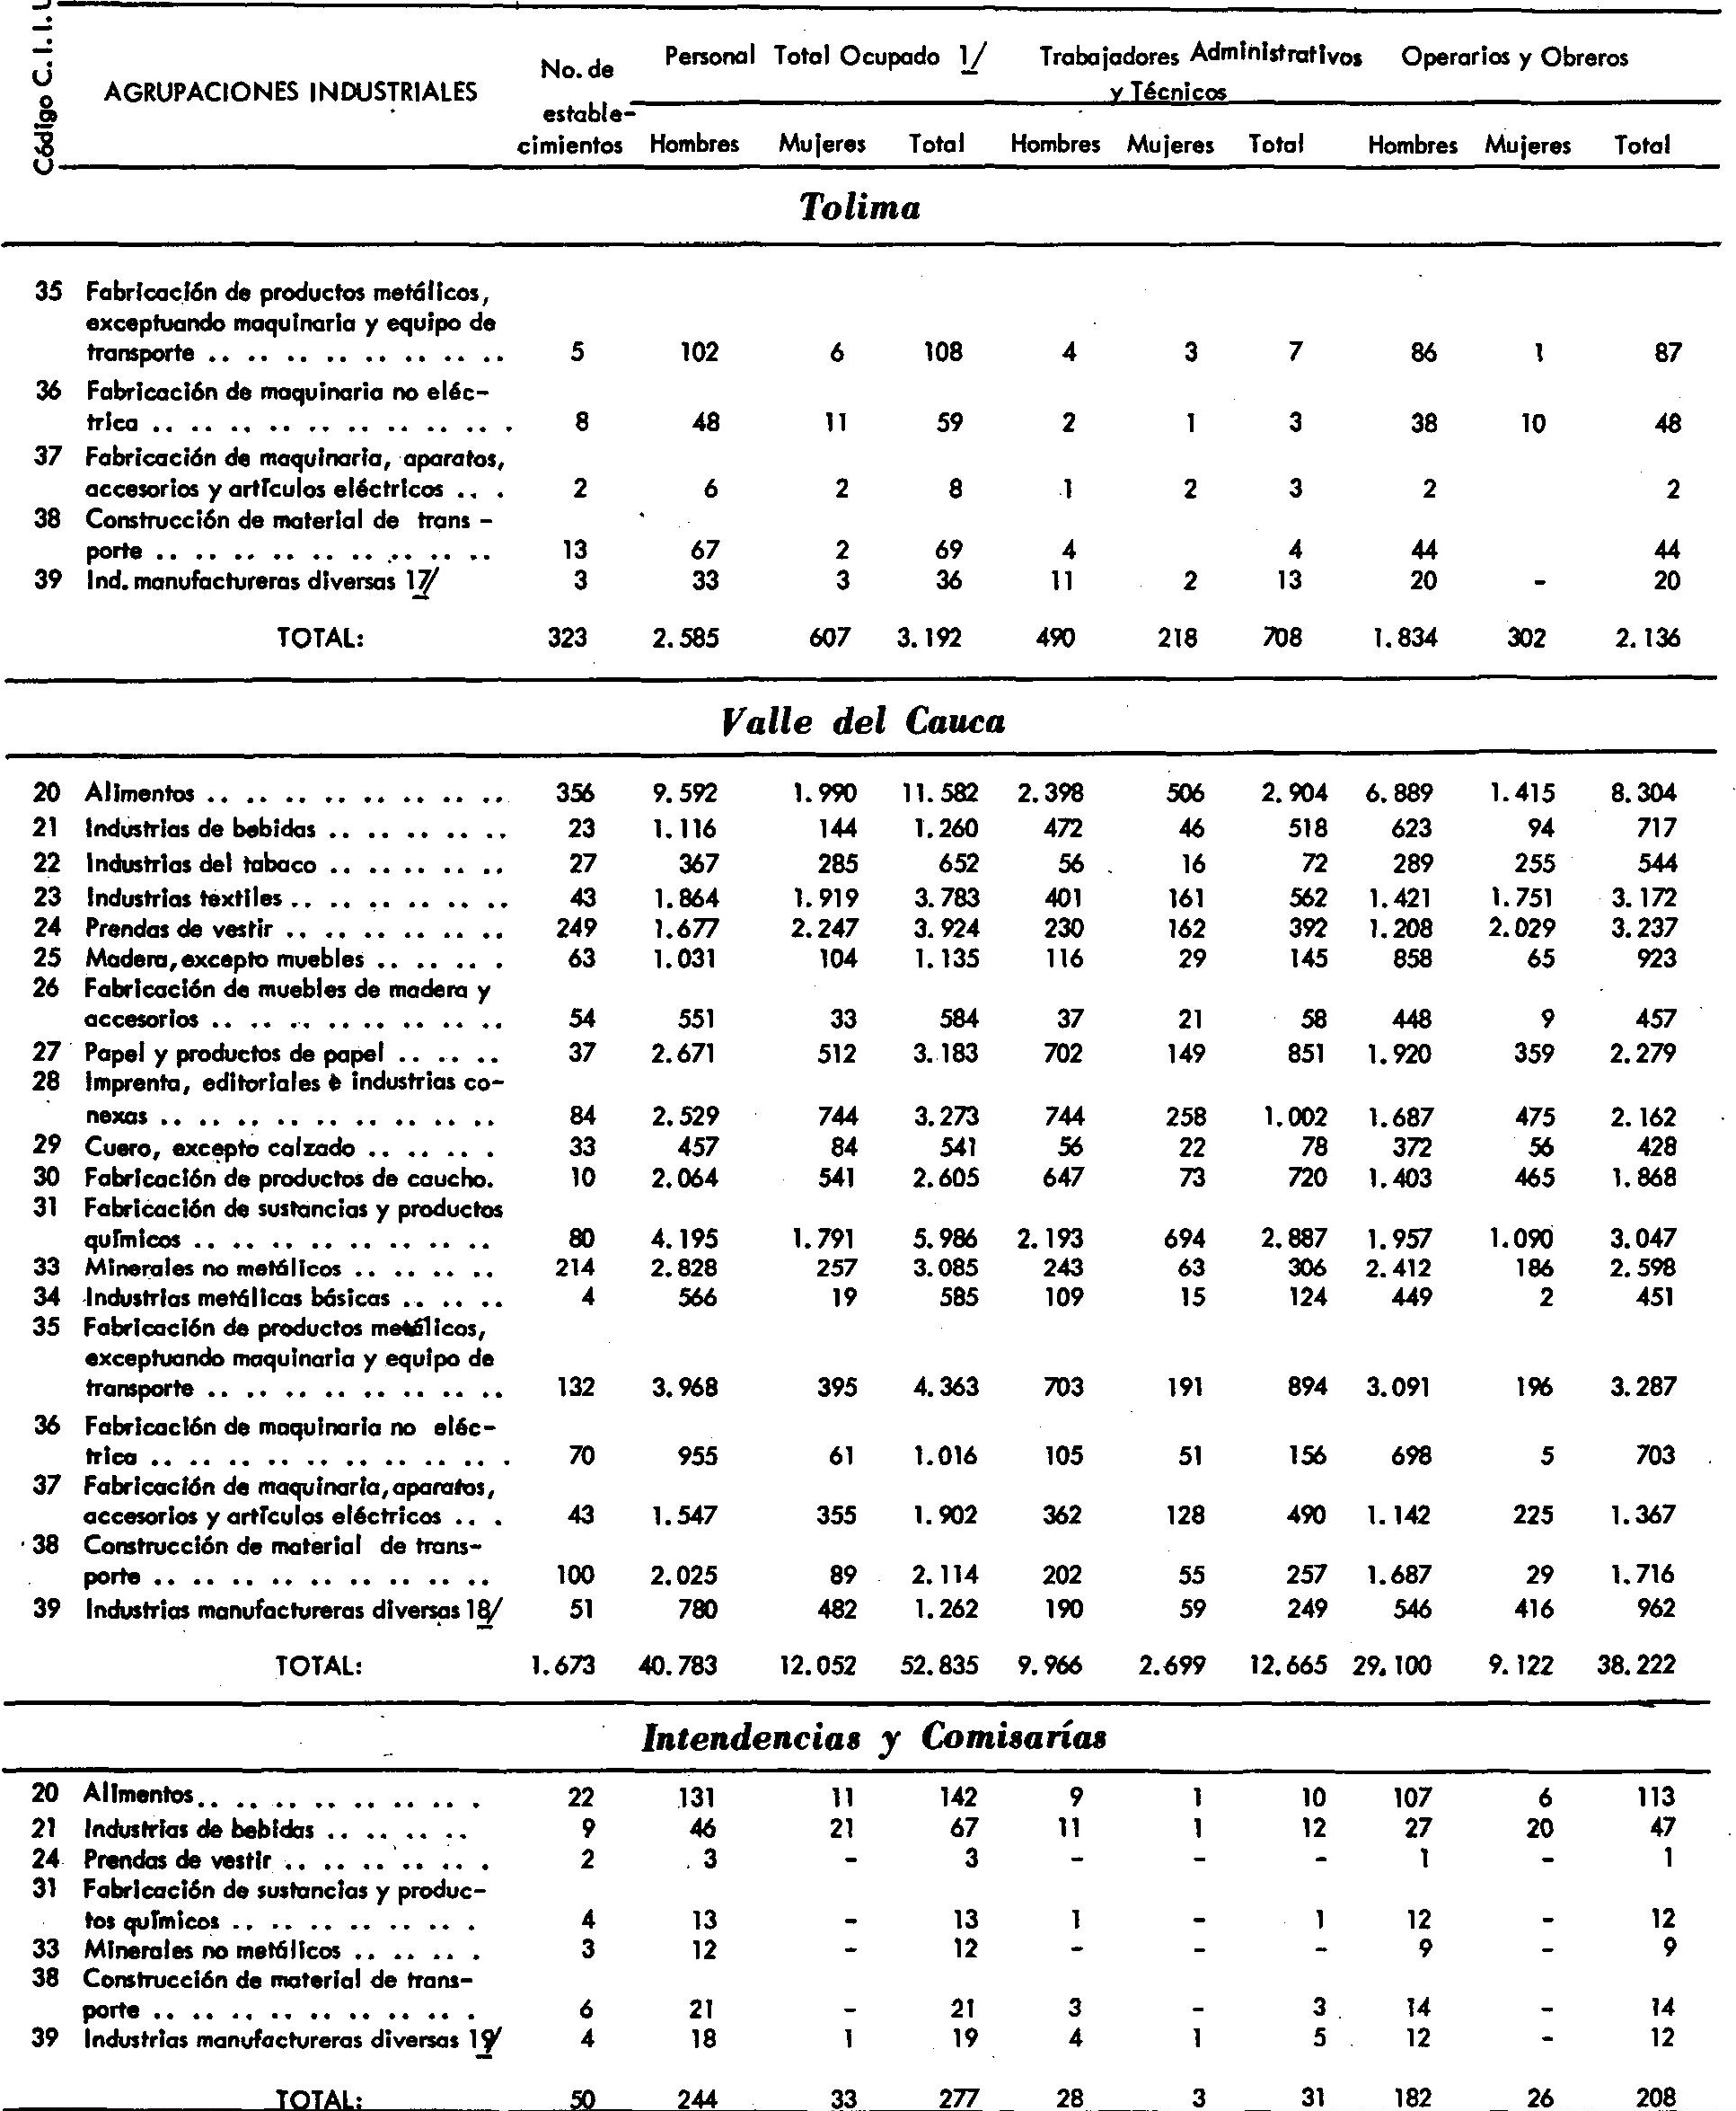 Código C. I. I. U
AGRUPACIONES INDUSTRIALES No. de Personal Total Ocupado 1/ Trabajadores Administrativos Operarios y Obreros
y Técnicos
estable-
cimientos Hombres Mujeres Total Hombres Mujeres Total Hombres Mujeres Total
Tolima
35 Fabricación de productos metálicos,
exceptuando maquinaria y equipo de
transporte .. .. .. .. .. .. .. .. 5 102 6 108 4 3 7 86 1 87
36 Fabricación de maquinaria no eléc-
trica .. .. .. .. .. .. .. .. .. . 8 48 11 59 2 1 3 38 10 48
37 Fabricación de maquinaria, aparatos,
accesorios y artículos eléctricos .. . 2 6 2 8 1 2 3 2 2
38 Construcción de material de trans -
porte .. .. .. .. .. .. .. .. .. 13 67 2 69 4 4 44 44
39 Ind. manufactureras diversas 17/ 3 33 3 36 11 2 13 20 - 20
TOTAL: 323 2.585 607 3.192 490 218 708 1.834 302 2.136
Valle del Cauca
20 Alimentos .. .. .. .. .. .. .. .. 356 9.592 1.990 11.582 2.398 506 2.904 6.889 1.415 8.304
21 Industrias de bebidas .. .. .. .. .. 23 1.116 144 1.260 472 46 518 623 94 717
22 Industrias del tabaco .. .. .. .. .. 27 367 285 652 56 16 72 289 255 544
23 Industrias textiles .. .. .. .. .. .. 43 1.864 1.919 3.783 401 161 562 1.421 1.751 3.172
24 Prendas de vestir .. .. .. .. .. .. 249 1.677 2.247 3.924 230 162 392 1.208 2.029 3.237
25 Madera, excepto muebles .. .. .. . 63 1.031 104 1.135 116 29 145 858 65 923
26 Fabricación de muebles de madera y
accesorios .. .. .. .. .. .. .. .. 54 551 33 584 37 21 58 448 9 457
27 Papel y productos de papel .. .. .. 37 2.671 512 3.183 702 149 851 1.920 359 2.279
28 Imprenta, editoriales e industrias co-
nexas .. .. .. .. .. .. .. .. .. 84 2.529 744 3.273 744 258 1.002 1.687 475 2.162
29 Cuero, excepto calzado .. .. .. . 33 457 84 541 56 22 78 372 56 428
30 Fabricación de productos de caucho. 10 2.064 541 2.605 647 73 720 1.403 465 1.868
31 Fabricación de sustancias y productos
químicos .. .. .. .. .. .. .. .. 80 4.195 1.791 5.986 2.193 694 2.887 1.957 1.090 3.047
33 Minerales no metálicos .. .. .. .. 214 2.828 257 3.085 243 63 306 2.412 186 2.598
34 Industrias metálicas básicas .. .. .. 4 566 19 585 109 15 124 449 2 451
35 Fabricación de productos metálicos,
exceptuando maquinaria y equipo de
transporte .. .. .. .. .. .. .. .. 132 3.968 395 4.363 703 191 894 3.091 196 3.287
36 Fabricación de maquinaria no eléc-
trica .. .. .. .. .. .. .. .. .. . 70 955 61 1.016 105 51 156 698 5 703
37 Fabricación de maquinaria, aparatos,
accesorios y artículos eléctricos .. . 43 1.547 355 1.902 362 128 490 1.142 225 1.367
38 Construcción de material de trans-
porte .. .. .. .. .. .. .. .. .. 100 2.025 89 2.114 202 55 257 1.687 29 1.716
39 Industrias manufactureras diversas 18/ 51 780 482 1.262 190 59 249 546 416 962
TOTAL: 1.673 40.783 12.052 52.835 9.966 2.699 12.665 29.100 9.122 38.222
Intendencias y Comisarías
20 Alimentos .. .. .. .. .. .. .. . 22 131 11 142 9 1 10 107 6 113
21 Industrias de bebidas .. .. .. .. 9 46 21 67 11 1 12 27 20 47
24 Prendas de vestir .. .. .. .. .. . 2 3 - 3 - - - 1 - 1
31 Fabricación de sustancias y produc-
tos químicos .. .. .. .. .. .. . 4 13 - 13 1 - 1 12 - 12
33 Minerales no metálicos .. .. .. . 3 12 - 12 - - - 9 - 9
38 Construcción de material de trans-
porte .. .. .. .. .. .. .. .. . 6 21 - 21 3 - 3 14 - 14
39 Industrias manufactureras diversas 19/ 4 18 1 19 4 1 5 12 - 12
TOTAL: 50 244 33 277 28 3 31 182 26 208